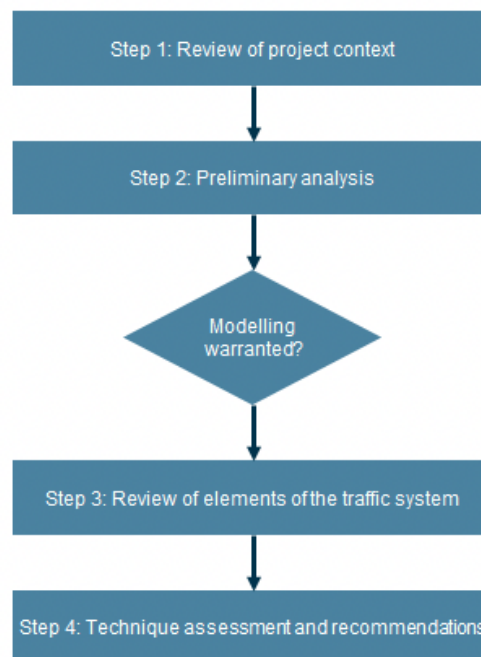 Step 1: Review of project context
Step 2: Preliminary analysis
Modelling
warranted?
Step 3: Review of elements of the traffic system
Step 4: Technique assessment and recommendations